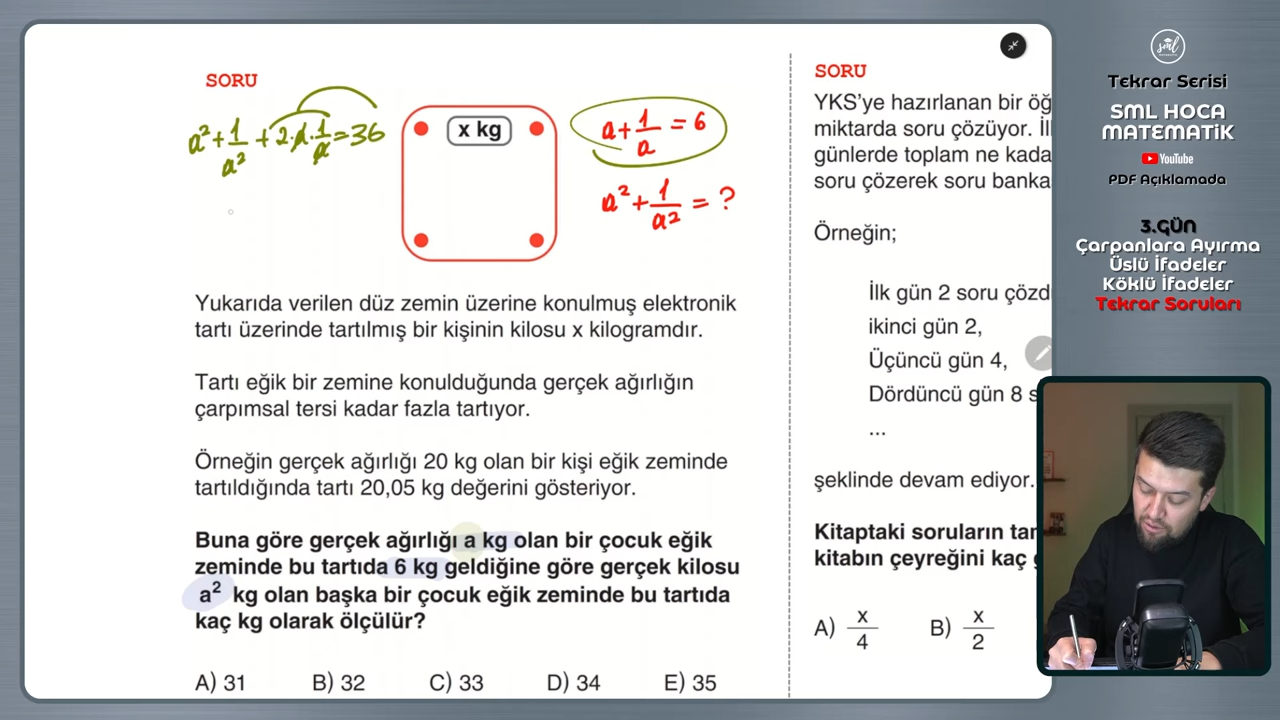 SORU
a² + 1/a² + 2·a·1/a = 36
x kg
a + 1/a = 6
a² + 1/a² = ?
Yukarıda verilen düz zemin üzerine konulmuş elektronik
tartı üzerinde tartılmış bir kişinin kilosu x kilogramdır.
Tartı eğik bir zemine konulduğunda gerçek ağırlığın
çarpımsal tersi kadar fazla tartıyor.
Örneğin gerçek ağırlığı 20 kg olan bir kişi eğik zeminde
tartıldığında tartı 20,05 kg değerini gösteriyor.
Buna göre gerçek ağırlığı a kg olan bir çocuk eğik
zeminde bu tartıda 6 kg geldiğine göre gerçek kilosu
a² kg olan başka bir çocuk eğik zeminde bu tartıda
kaç kg olarak ölçülür?
A) 31 B) 32 C) 33 D) 34 E) 35
SORU
YKS'ye hazırlanan bir öğ
miktarda soru çözüyor. İl
günlerde toplam ne kada
soru çözerek soru banka
Örneğin;
İlk gün 2 soru çözd
ikinci gün 2,
Üçüncü gün 4,
Dördüncü gün 8 s
...
şeklinde devam ediyor.
Kitaptaki soruların tar
kitabın çeyreğini kaç g
A) x/4 B) x/2
sml
Tekrar Serisi
SML HOCA
MATEMATİK
YouTube
PDF Açıklamada
3.GÜN
Çarpanlara Ayırma
Üslü İfadeler
Köklü İfadeler
Tekrar Soruları